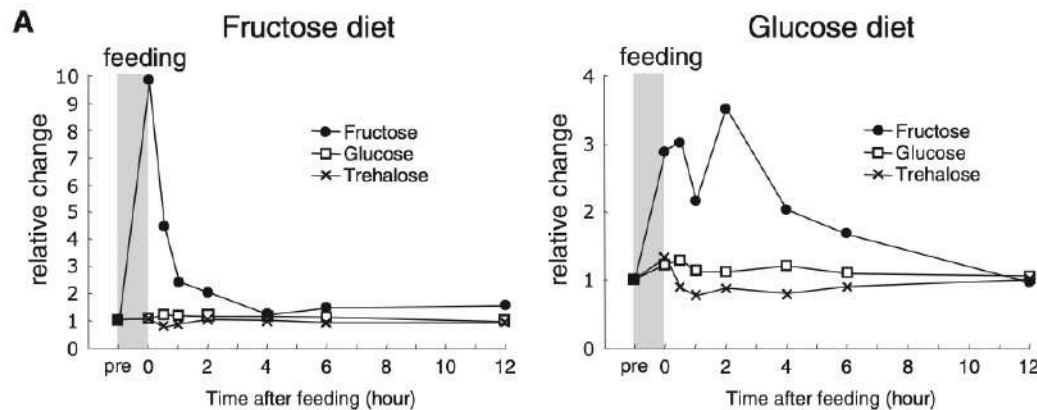 A
Fructose diet
feeding
10
9
8
7
6
5
4
3
2
1
0
relative change
Fructose
Glucose
Trehalose
pre 0 2 4 6 8 10 12
Time after feeding (hour)
Glucose diet
feeding
4
3
2
1
0
relative change
Fructose
Glucose
Trehalose
pre 0 2 4 6 8 10 12
Time after feeding (hour)